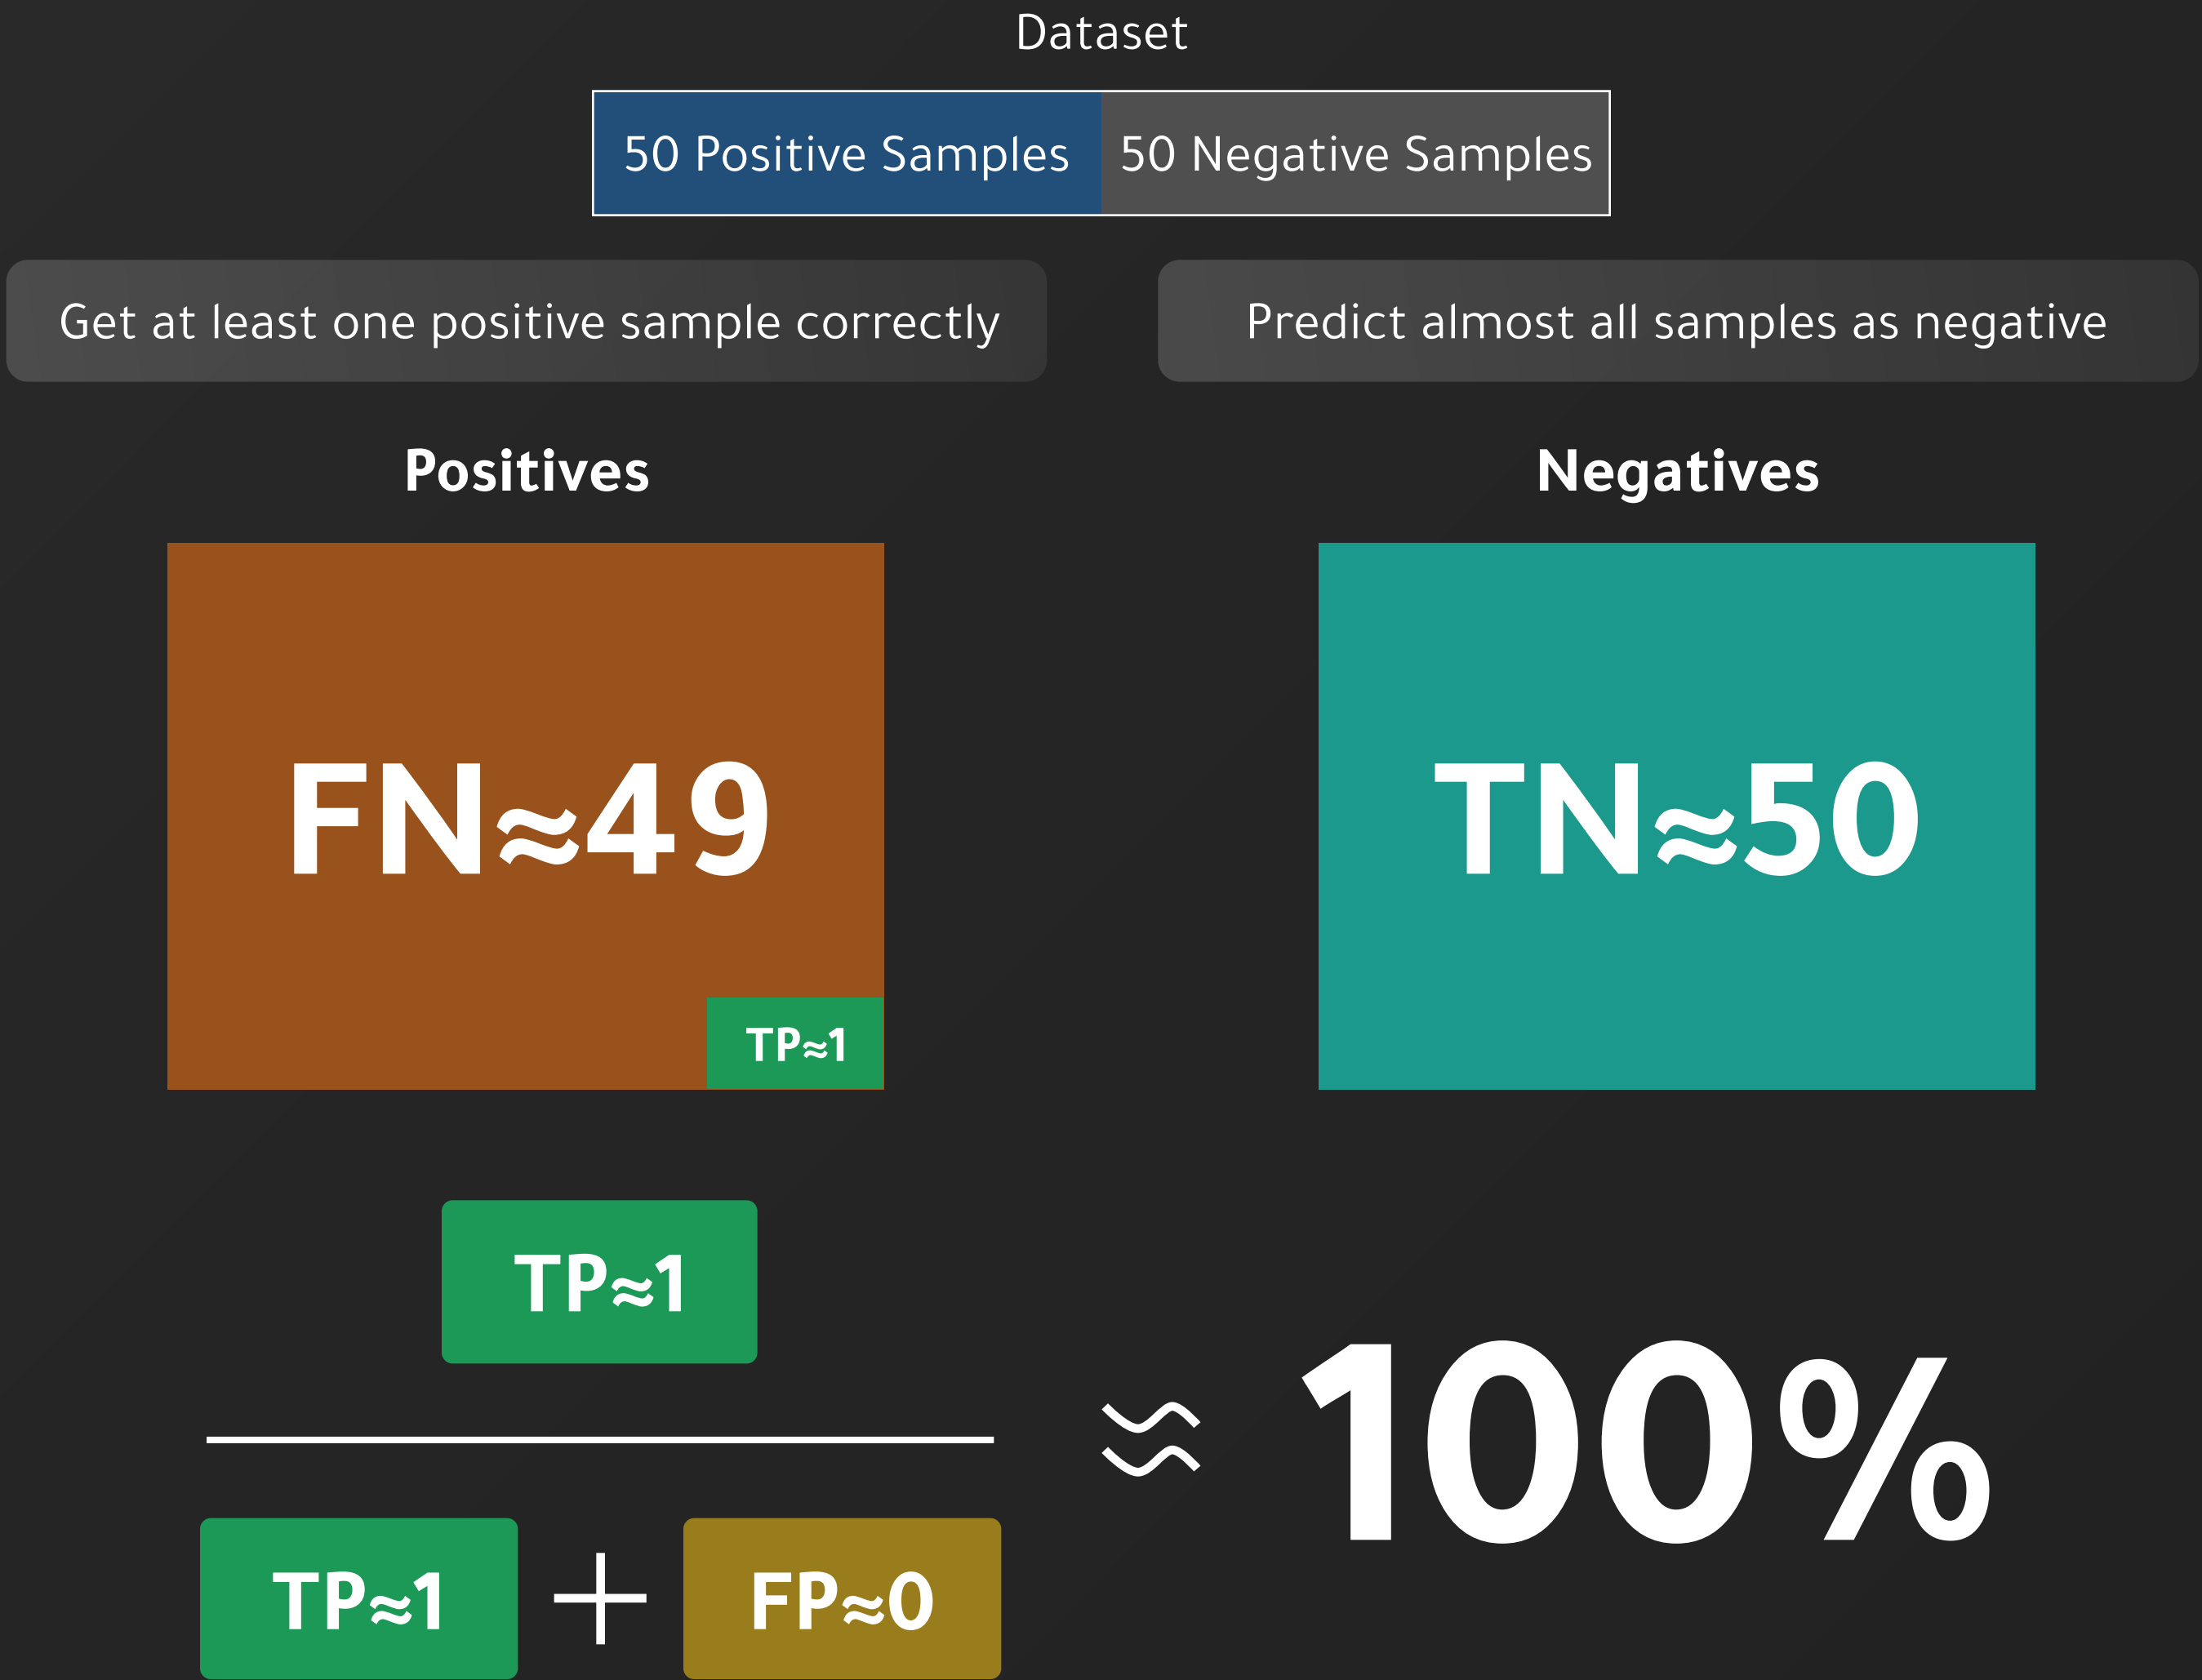 Dataset
50 Positive Samples 50 Negative Samples
Get at least one positive sample correctly
Predict almost all samples as negative
Positives
Negatives
FN≈49
TN≈50
TP≈1
TP≈1
≈ 100%
TP≈1 + FP≈0